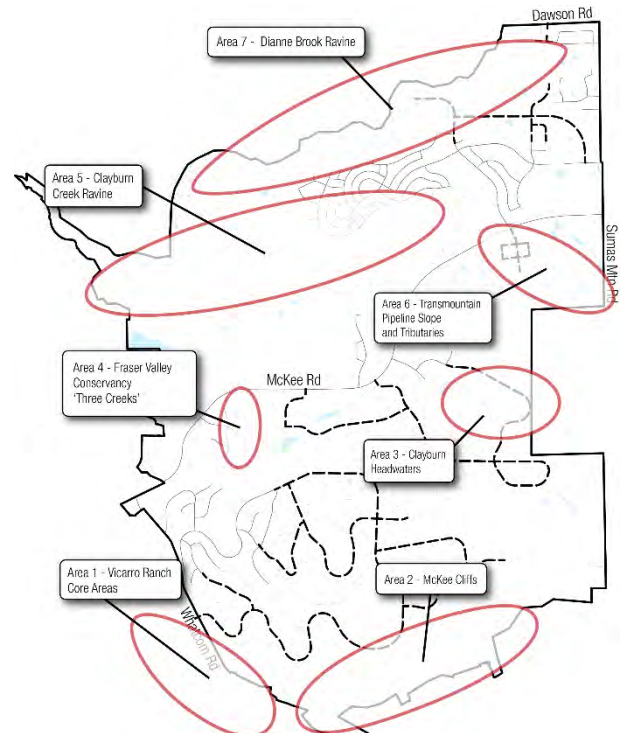 Dawson Rd
Area 7 - Dianne Brook Ravine
Area 5 - Clayburn
Creek Ravine
Sumas Mtn Rd
Area 6 - Transmountain
Pipeline Slope
and Tributaries
Area 4 - Fraser Valley
Conservancy
'Three Creeks'
McKee Rd
Area 3 - Clayburn
Headwaters
Area 1 - Vicarro Ranch
Core Areas
Area 2 - McKee Cliffs
Whatcom Rd